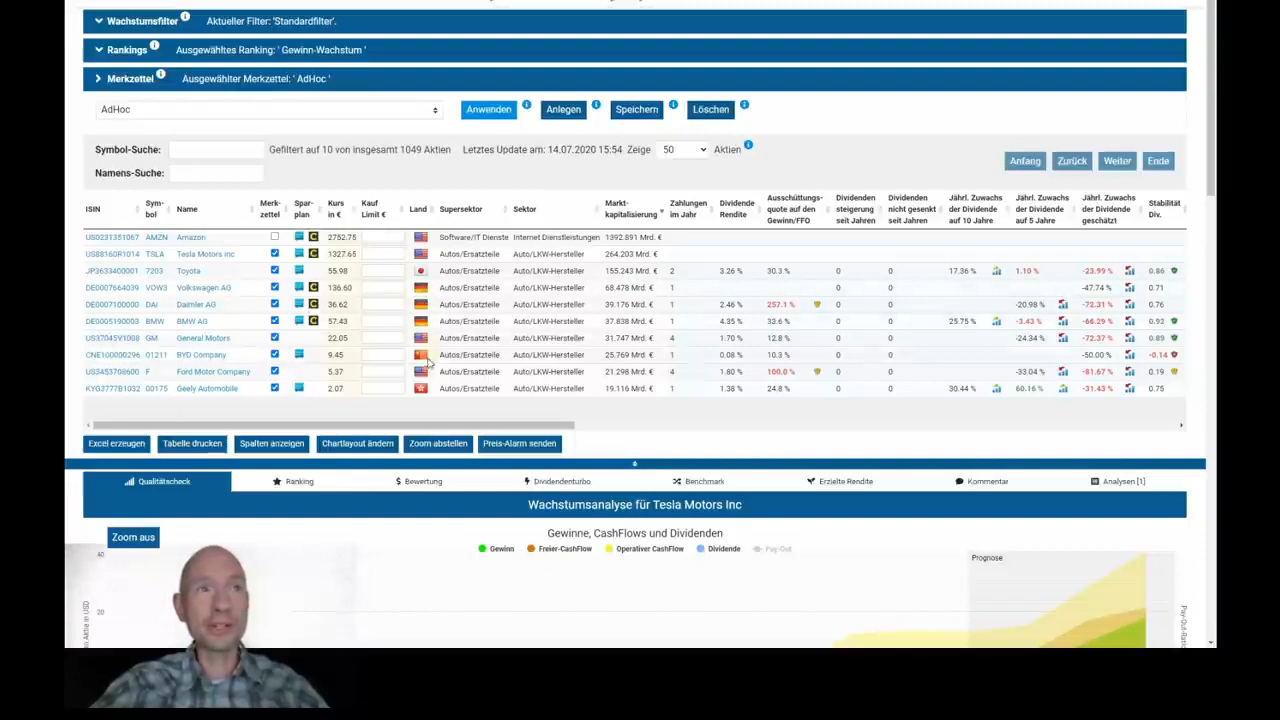 Wachstumsfilter Aktueller Filter: 'Standardfilter'.
Rankings Ausgewähltes Ranking: ' Gewinn-Wachstum '
Merkzettel Ausgewählter Merkzettel: ' AdHoc '
AdHoc Anwenden Anlegen Speichern Löschen
Symbol-Suche: Gefiltert auf 10 von insgesamt 1049 Aktien Letztes Update am: 14.07.2020 15:54 Zeige 50 Aktien
Namens-Suche: Anfang Zurück Weiter Ende
ISIN Sym-bol Name Merk-zettel Spar-plan Kurs in € Kauf Limit € Land Supersektor Sektor Markt-kapitalisierung Zahlungen im Jahr Dividende Rendite Ausschüttungs-quote auf den Gewinn/FFO Dividenden steigerung seit Jahren Dividenden nicht gesenkt seit Jahren Jährl. Zuwachs der Dividende auf 10 Jahre Jährl. Zuwachs der Dividende auf 5 Jahre Jährl. Zuwachs der Dividende geschätzt Stabilität Div.
US0231351067 AMZN Amazon C 2752.75 Software/IT Dienste Internet Dienstleistungen 1392.891 Mrd. €
US88160R1014 TSLA Tesla Motors Inc C 1327.65 Autos/Ersatzteile Auto/LKW-Hersteller 264.203 Mrd. €
JP3633400001 7203 Toyota 55.98 Autos/Ersatzteile Auto/LKW-Hersteller 155.243 Mrd. € 2 3.26 % 30.3 % 0 0 17.36 % 1.10 % -23.99 % 0.86
DE0007664039 VOW3 Volkswagen AG C 136.60 Autos/Ersatzteile Auto/LKW-Hersteller 68.478 Mrd. € 1 0 0 -47.74 % 0.71
DE0007100000 DAI Daimler AG C 36.62 Autos/Ersatzteile Auto/LKW-Hersteller 39.176 Mrd. € 1 2.46 % 257.1 % 0 0 -20.98 % -72.31 % 0.76
DE0005190003 BMW BMW AG C 57.43 Autos/Ersatzteile Auto/LKW-Hersteller 37.838 Mrd. € 1 4.35 % 33.6 % 0 0 25.75 % -3.43 % -66.29 % 0.92
US37045V1008 GM General Motors 22.05 Autos/Ersatzteile Auto/LKW-Hersteller 31.747 Mrd. € 4 1.70 % 12.8 % 0 0 -24.34 % -72.37 % 0.89
CNE100000296 01211 BYD Company 9.45 Autos/Ersatzteile Auto/LKW-Hersteller 25.769 Mrd. € 1 0.08 % 10.3 % 0 0 -50.00 % -0.14
US3453708600 F Ford Motor Company 5.37 Autos/Ersatzteile Auto/LKW-Hersteller 21.298 Mrd. € 4 1.80 % 100.0 % 0 0 -33.04 % -81.67 % 0.19
KYG3777B1032 00175 Geely Automobile 2.07 Autos/Ersatzteile Auto/LKW-Hersteller 19.116 Mrd. € 1 1.38 % 24.8 % 0 0 30.44 % 60.16 % -31.43 % 0.75
Excel erzeugen Tabelle drucken Spalten anzeigen Chartlayout ändern Zoom abstellen Preis-Alarm senden
Qualitätscheck Ranking Bewertung Dividendenturbo Benchmark Erzielte Rendite Kommentar Analysen [1]
Wachstumsanalyse für Tesla Motors Inc
Zoom aus Gewinne, CashFlows und Dividenden
Gewinn Freier-CashFlow Operativer CashFlow Dividende Pay-Out
40 Prognose
20
Aktie in USD